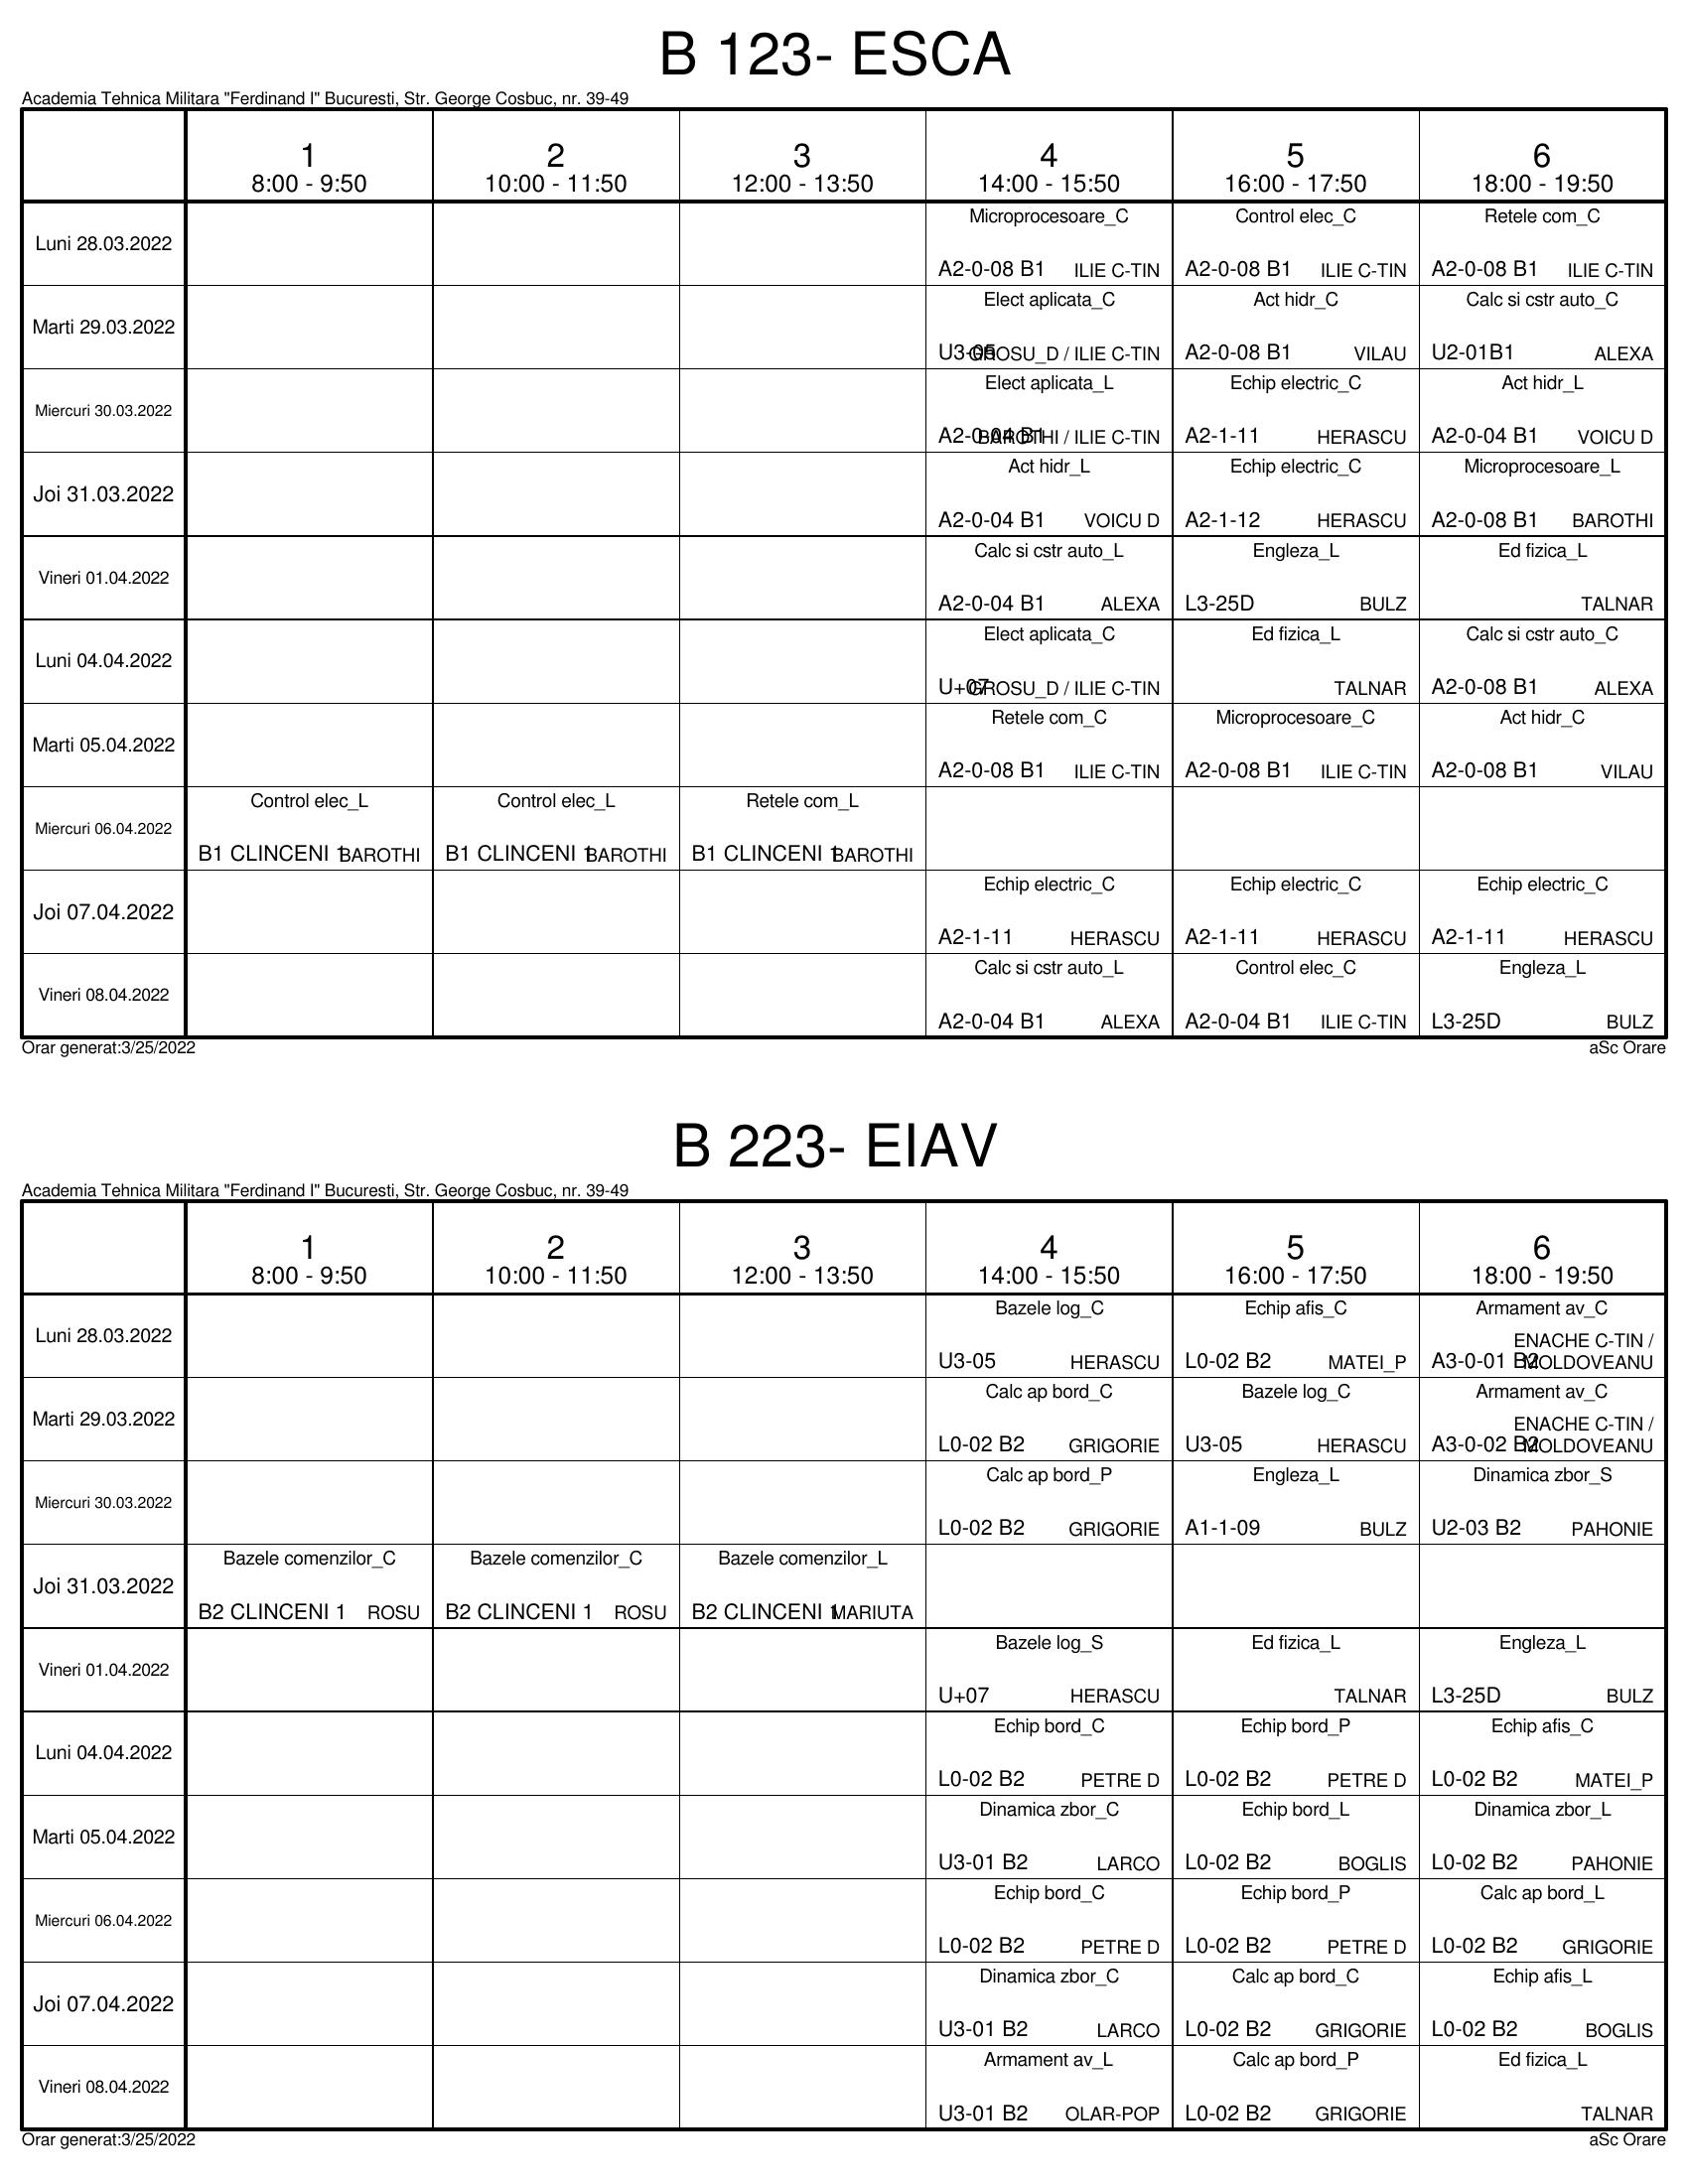 B 123- ESCA
Academia Tehnica Militara "Ferdinand I" Bucuresti, Str. George Cosbuc, nr. 39-49
1 2 3 4 5 6
8:00 - 9:50 10:00 - 11:50 12:00 - 13:50 14:00 - 15:50 16:00 - 17:50 18:00 - 19:50
Microprocesoare_C Control elec_C Retele com_C
Luni 28.03.2022
A2-0-08 B1 ILIE C-TIN A2-0-08 B1 ILIE C-TIN A2-0-08 B1 ILIE C-TIN
Elect aplicata_C Act hidr_C Calc si cstr auto_C
Marti 29.03.2022
U3-05 GROSU_D / ILIE C-TIN A2-0-08 B1 VILAU U2-01B1 ALEXA
Elect aplicata_L Echip electric_C Act hidr_L
Miercuri 30.03.2022
A2-0-04 B1 BAROTHI / ILIE C-TIN A2-1-11 HERASCU A2-0-04 B1 VOICU D
Act hidr_L Echip electric_C Microprocesoare_L
Joi 31.03.2022
A2-0-04 B1 VOICU D A2-1-12 HERASCU A2-0-08 B1 BAROTHI
Calc si cstr auto_L Engleza_L Ed fizica_L
Vineri 01.04.2022
A2-0-04 B1 ALEXA L3-25D BULZ TALNAR
Elect aplicata_C Ed fizica_L Calc si cstr auto_C
Luni 04.04.2022
U+07 GROSU_D / ILIE C-TIN TALNAR A2-0-08 B1 ALEXA
Retele com_C Microprocesoare_C Act hidr_C
Marti 05.04.2022
A2-0-08 B1 ILIE C-TIN A2-0-08 B1 ILIE C-TIN A2-0-08 B1 VILAU
Control elec_L Control elec_L Retele com_L
Miercuri 06.04.2022
B1 CLINCENI 1 BAROTHI B1 CLINCENI 1 BAROTHI B1 CLINCENI 1 BAROTHI
Echip electric_C Echip electric_C Echip electric_C
Joi 07.04.2022
A2-1-11 HERASCU A2-1-11 HERASCU A2-1-11 HERASCU
Calc si cstr auto_L Control elec_C Engleza_L
Vineri 08.04.2022
A2-0-04 B1 ALEXA A2-0-04 B1 ILIE C-TIN L3-25D BULZ
Orar generat:3/25/2022 aSc Orare
B 223- EIAV
Academia Tehnica Militara "Ferdinand I" Bucuresti, Str. George Cosbuc, nr. 39-49
1 2 3 4 5 6
8:00 - 9:50 10:00 - 11:50 12:00 - 13:50 14:00 - 15:50 16:00 - 17:50 18:00 - 19:50
Bazele log_C Echip afis_C Armament av_C
Luni 28.03.2022 ENACHE C-TIN /
U3-05 HERASCU L0-02 B2 MATEI_P A3-0-01 B2 MOLDOVEANU
Calc ap bord_C Bazele log_C Armament av_C
Marti 29.03.2022 ENACHE C-TIN /
L0-02 B2 GRIGORIE U3-05 HERASCU A3-0-02 B2 MOLDOVEANU
Calc ap bord_P Engleza_L Dinamica zbor_S
Miercuri 30.03.2022
L0-02 B2 GRIGORIE A1-1-09 BULZ U2-03 B2 PAHONIE
Bazele comenzilor_C Bazele comenzilor_C Bazele comenzilor_L
Joi 31.03.2022
B2 CLINCENI 1 ROSU B2 CLINCENI 1 ROSU B2 CLINCENI 1 MARIUTA
Bazele log_S Ed fizica_L Engleza_L
Vineri 01.04.2022
U+07 HERASCU TALNAR L3-25D BULZ
Echip bord_C Echip bord_P Echip afis_C
Luni 04.04.2022
L0-02 B2 PETRE D L0-02 B2 PETRE D L0-02 B2 MATEI_P
Dinamica zbor_C Echip bord_L Dinamica zbor_L
Marti 05.04.2022
U3-01 B2 LARCO L0-02 B2 BOGLIS L0-02 B2 PAHONIE
Echip bord_C Echip bord_P Calc ap bord_L
Miercuri 06.04.2022
L0-02 B2 PETRE D L0-02 B2 PETRE D L0-02 B2 GRIGORIE
Dinamica zbor_C Calc ap bord_C Echip afis_L
Joi 07.04.2022
U3-01 B2 LARCO L0-02 B2 GRIGORIE L0-02 B2 BOGLIS
Armament av_L Calc ap bord_P Ed fizica_L
Vineri 08.04.2022
U3-01 B2 OLAR-POP L0-02 B2 GRIGORIE TALNAR
Orar generat:3/25/2022 aSc Orare